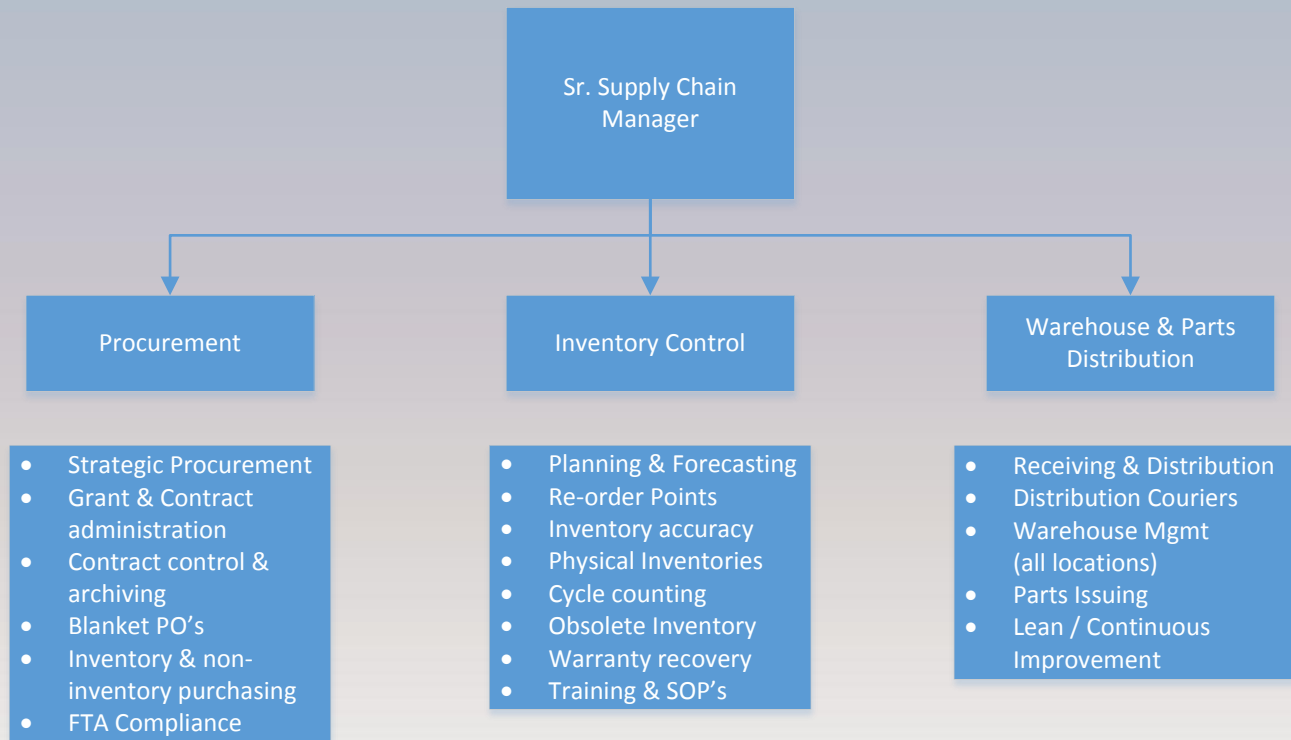 Sr. Supply Chain
Manager
Procurement
Inventory Control
Warehouse & Parts
Distribution
• Strategic Procurement
• Grant & Contract
administration
• Contract control &
archiving
• Blanket PO's
• Inventory & non-
inventory purchasing
• FTA Compliance
• Planning & Forecasting
• Re-order Points
• Inventory accuracy
• Physical Inventories
• Cycle counting
• Obsolete Inventory
• Warranty recovery
• Training & SOP's
• Receiving & Distribution
• Distribution Couriers
• Warehouse Mgmt
(all locations)
• Parts Issuing
• Lean / Continuous
Improvement